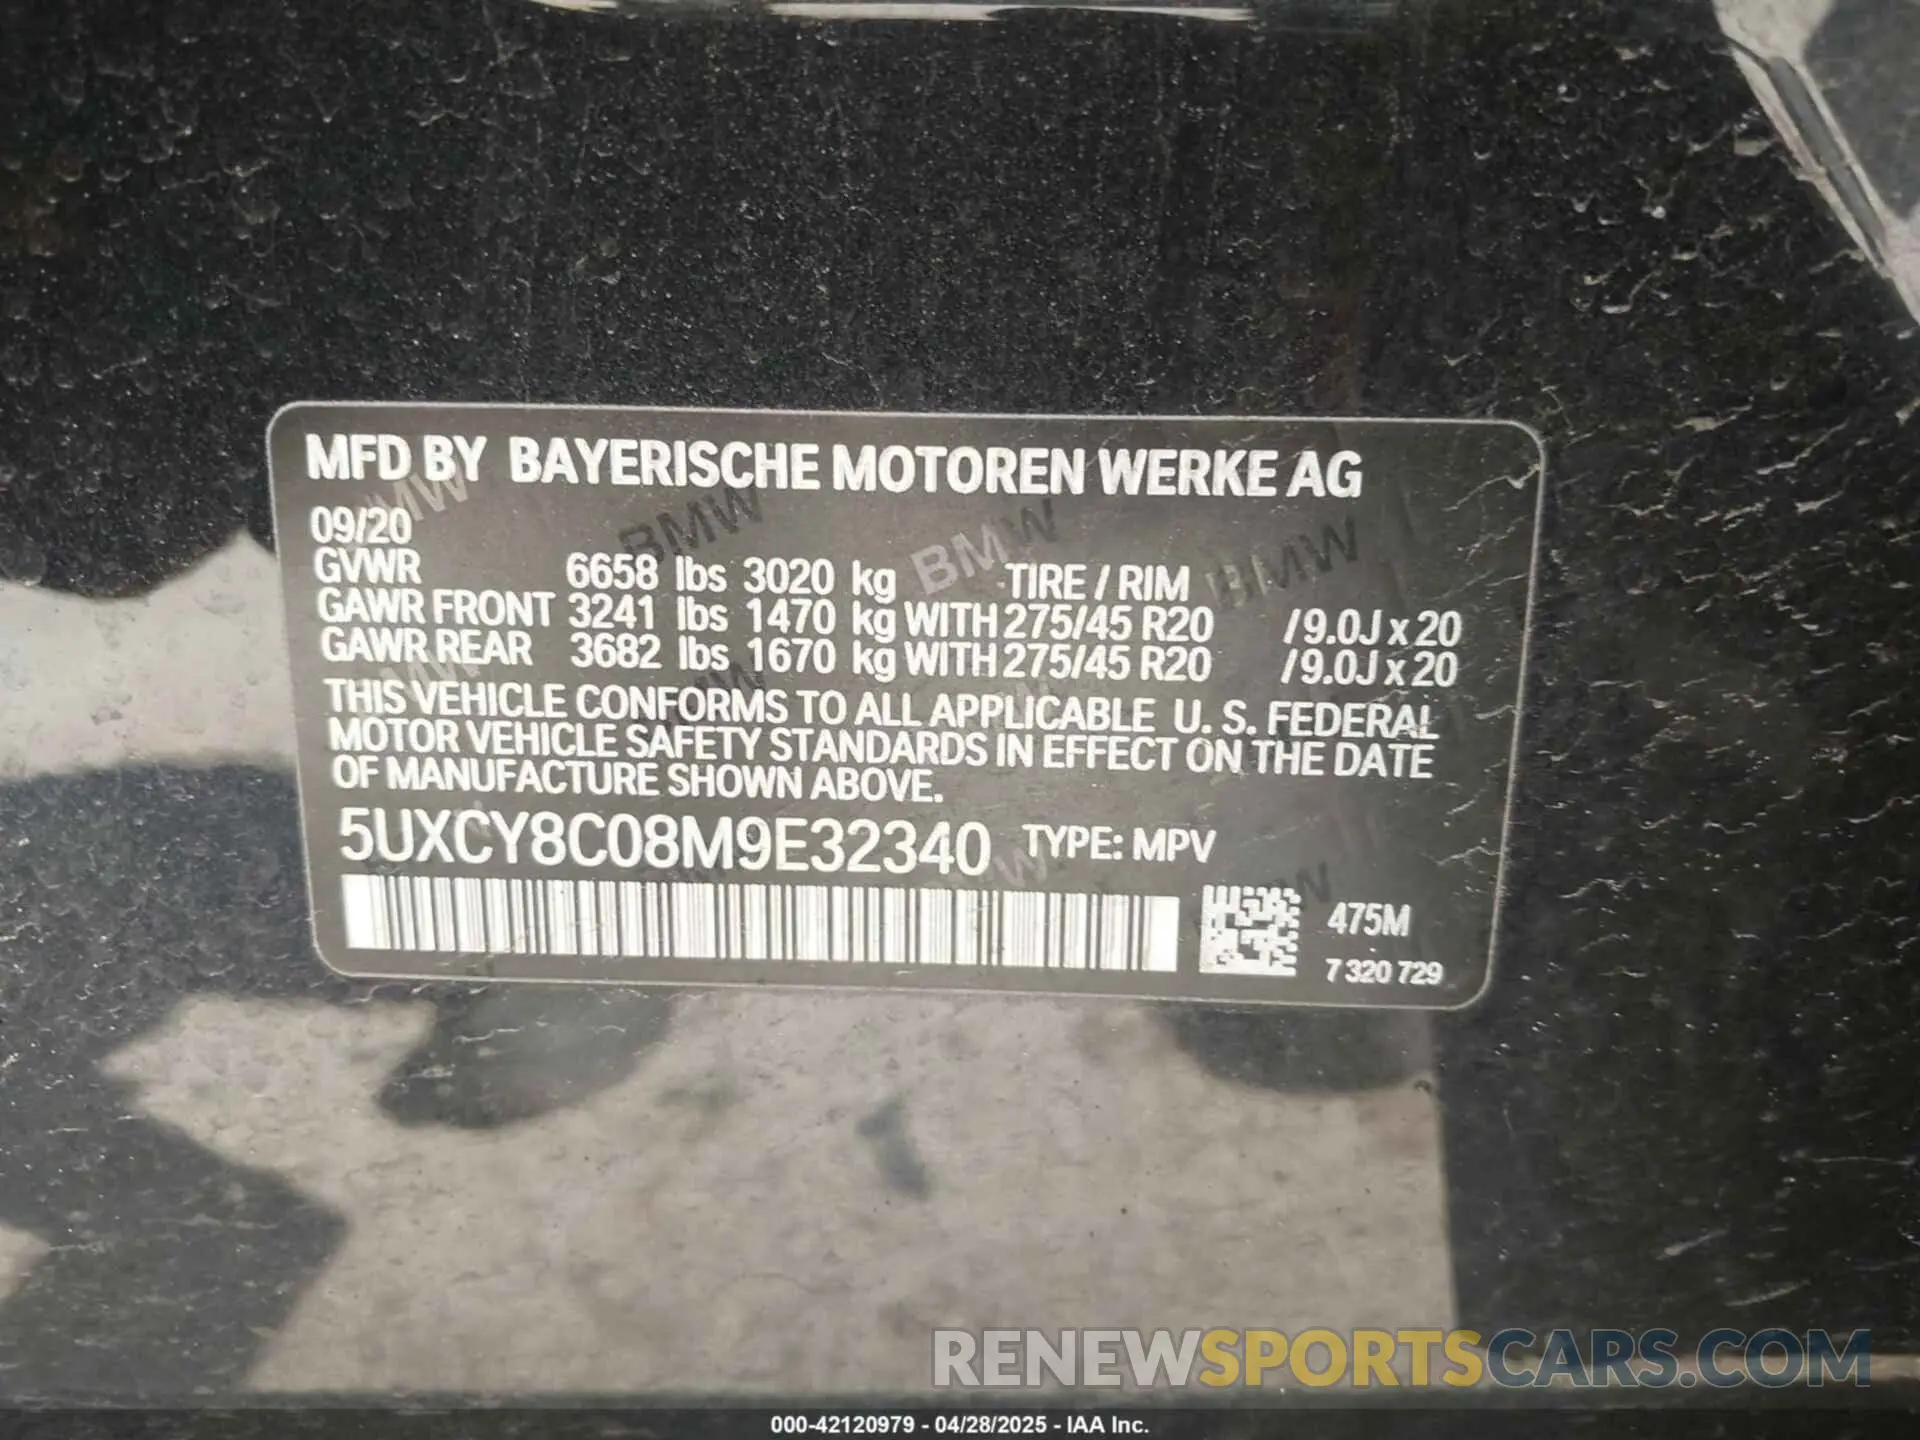 MFD BY BAYERISCHE MOTOREN WERKE AG
09/20
GVWR 6658 lbs 3020 kg TIRE / RIM
GAWR FRONT 3241 lbs 1470 kg WITH 275/45 R20 /9.0J x 20
GAWR REAR 3682 lbs 1670 kg WITH 275/45 R20 /9.0J x 20
THIS VEHICLE CONFORMS TO ALL APPLICABLE U. S. FEDERAL
MOTOR VEHICLE SAFETY STANDARDS IN EFFECT ON THE DATE
OF MANUFACTURE SHOWN ABOVE.
5UXCY8C08M9E32340 TYPE: MPV
475M
7 320 729
BMW BMW BMW BMW
RENEWSPORTSCARS.COM
000-42120979 - 04/28/2025 - IAA Inc.